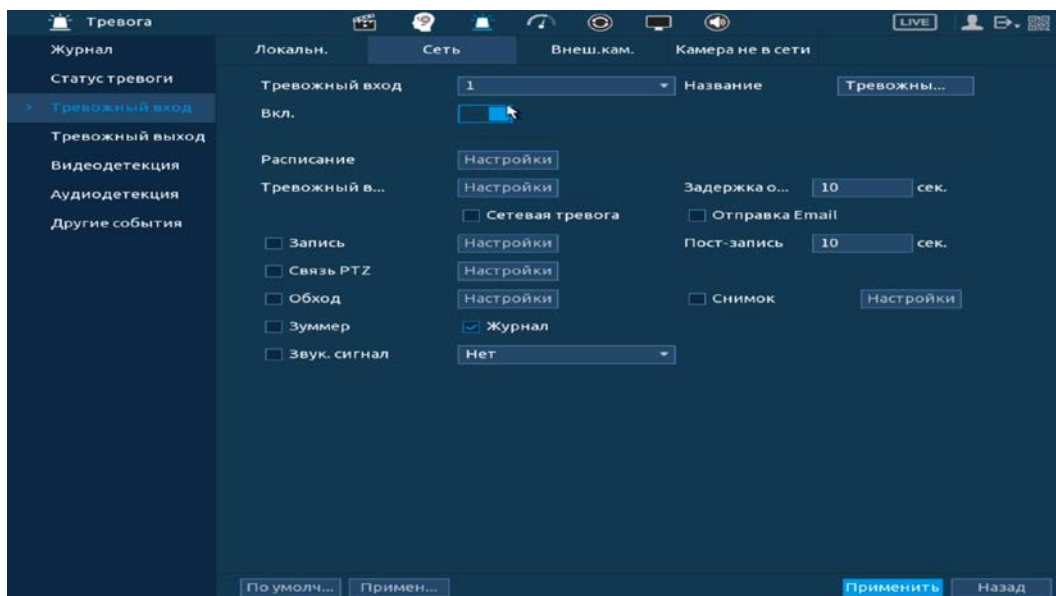 Тревога LIVE
Журнал
Статус тревоги
Тревожный вход
Тревожный выход
Видеодетекция
Аудиодетекция
Другие события
Локальн. Сеть Внеш.кам. Камера не в сети
Тревожный вход 1 Название Тревожны...
Вкл.
Расписание Настройки
Тревожный в... Настройки Задержка о... 10 сек.
Сетевая тревога Отправка Email
Запись Настройки Пост-запись 10 сек.
Связь PTZ Настройки
Обход Настройки Снимок Настройки
Зуммер Журнал
Звук. сигнал Нет
По умолч... Примен... Применить Назад